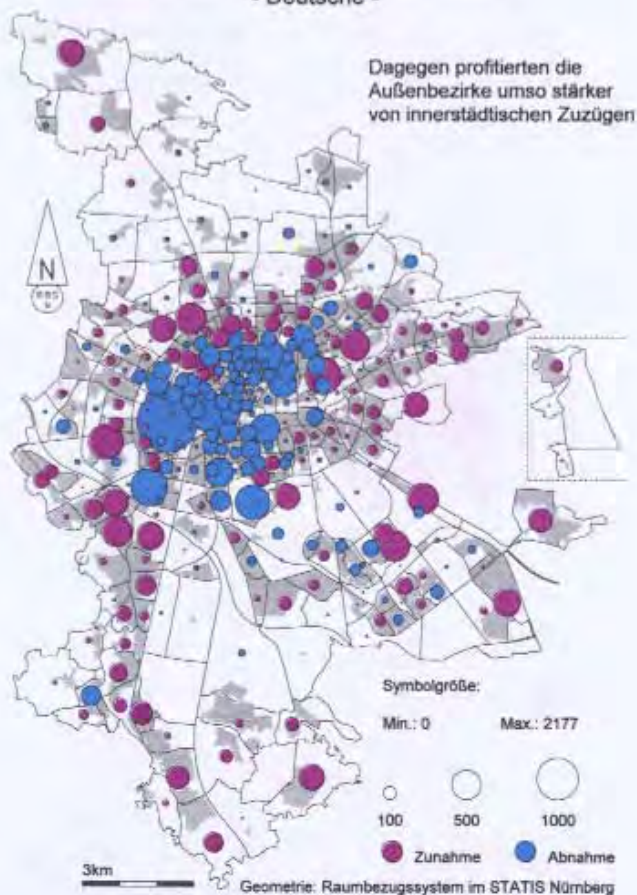 - Deutsche -
Dagegen profitierten die
Außenbezirke umso stärker
von innerstädtischen Zuzügen
N
Symbolgröße:
Min.: 0 Max.: 2177
100 500 1000
Zunahme Abnahme
3km
Geometrie: Raumbezugssystem im STATIS Nürnberg